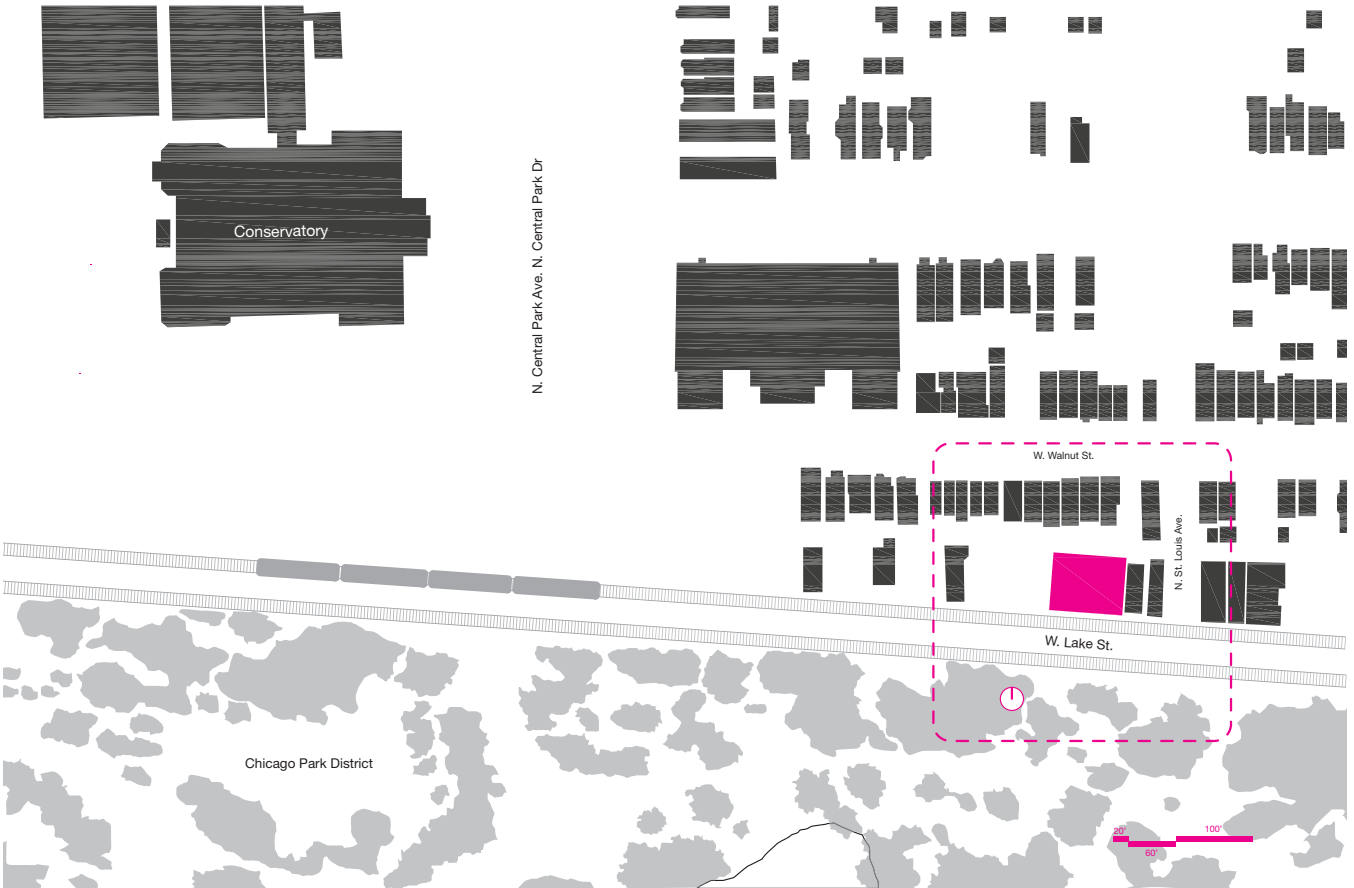 Conservatory
N. Central Park Ave. N. Central Park Dr
W. Walnut St.
N. St. Louis Ave.
W. Lake St.
Chicago Park District
20'
100'
60'